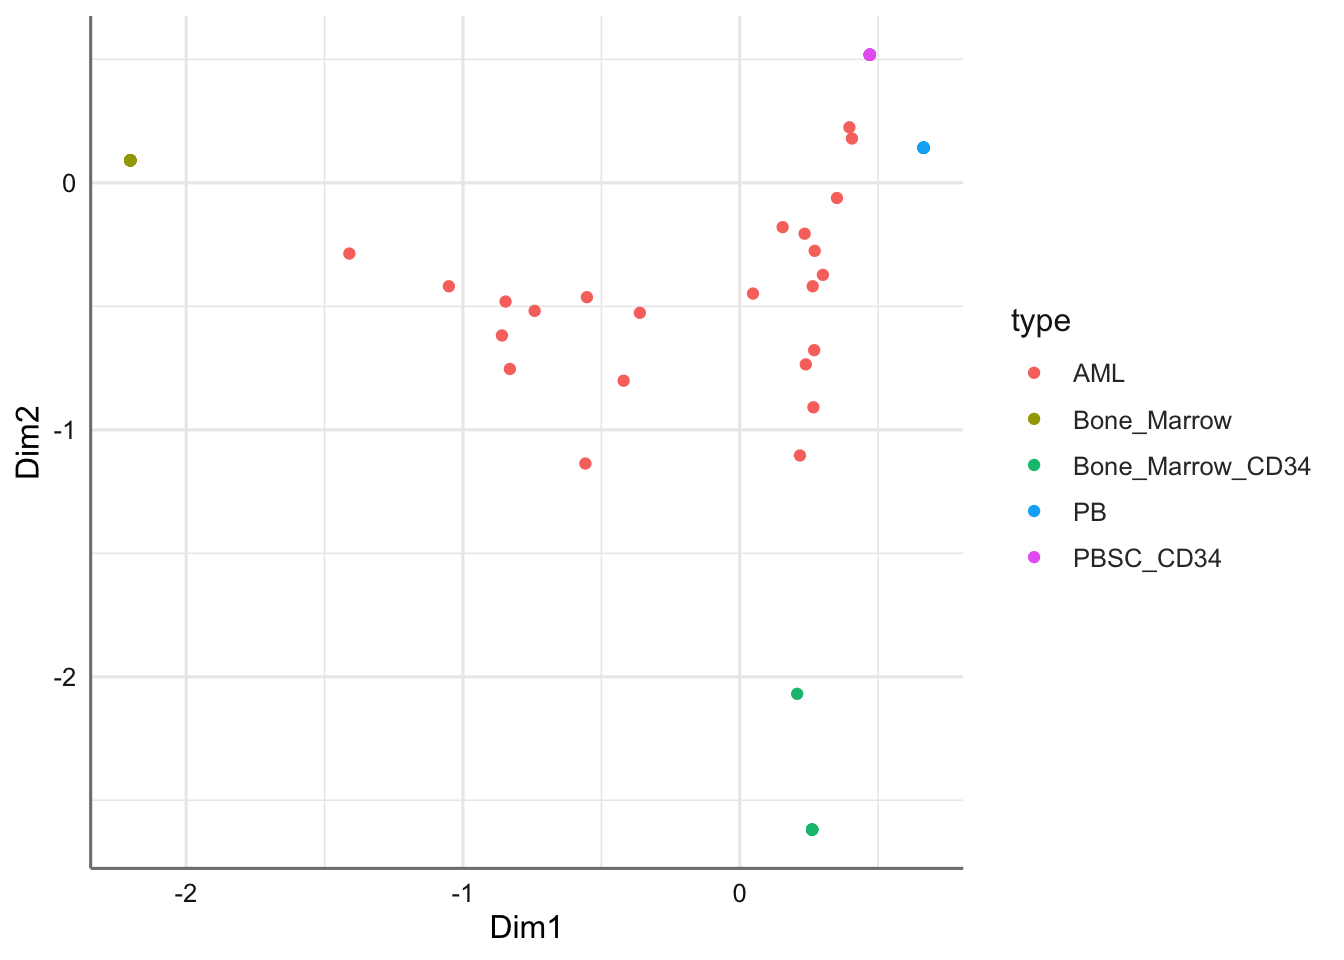 0
-1
-2
Dim2
-2
-1
0
Dim1
type
AML
Bone_Marrow
Bone_Marrow_CD34
PB
PBSC_CD34